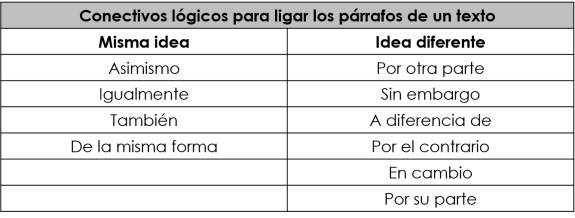 Conectivos lógicos para ligar los párrafos de un texto
Misma idea Idea diferente
Asimismo Por otra parte
Igualmente Sin embargo
También A diferencia de
De la misma forma Por el contrario
En cambio
Por su parte